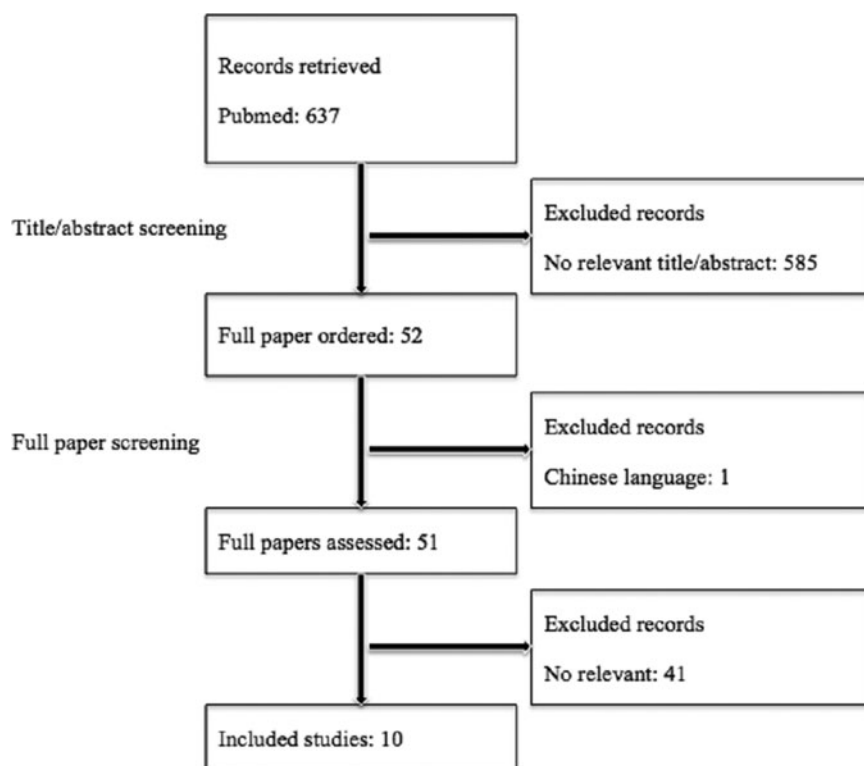 Records retrieved
Pubmed: 637
Title/abstract screening
Excluded records
No relevant title/abstract: 585
Full paper ordered: 52
Full paper screening
Excluded records
Chinese language: 1
Full papers assessed: 51
Excluded records
No relevant: 41
Included studies: 10